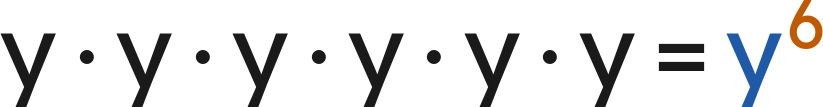 y · y · y · y · y · y = y⁶